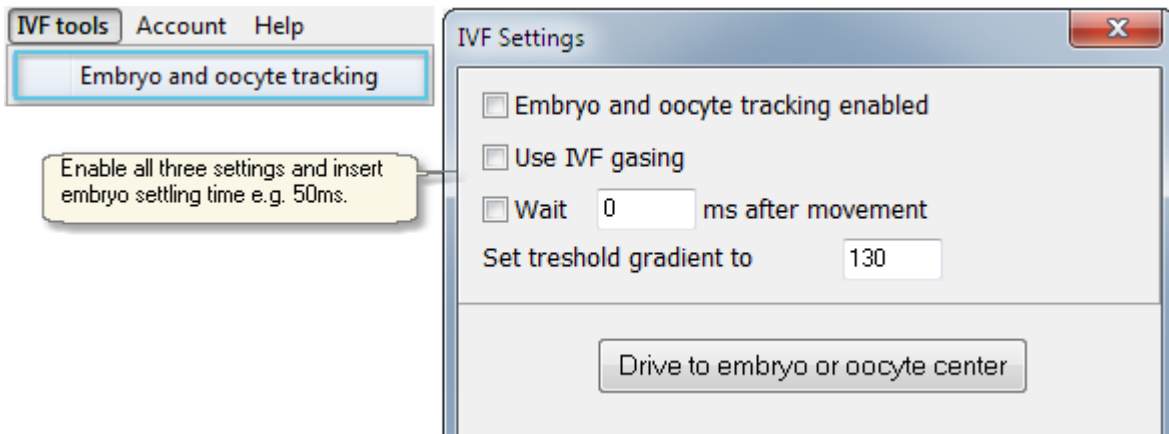 IVF tools Account Help
Embryo and oocyte tracking
Enable all three settings and insert
embryo settling time e.g. 50ms.
IVF Settings
Embryo and oocyte tracking enabled
Use IVF gasing
Wait 0 ms after movement
Set treshold gradient to 130
Drive to embryo or oocyte center